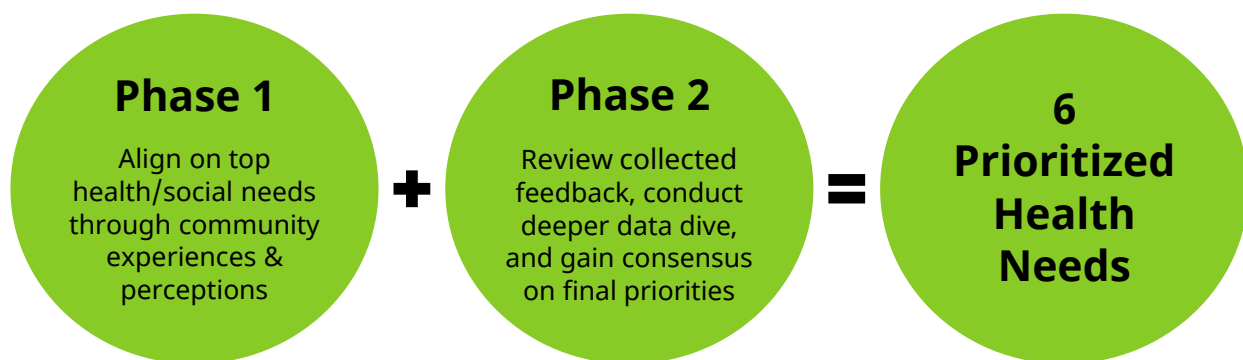 Phase 1
Align on top
health/social needs
through community
experiences &
perceptions
+
Phase 2
Review collected
feedback, conduct
deeper data dive,
and gain consensus
on final priorities
=
6
Prioritized
Health
Needs